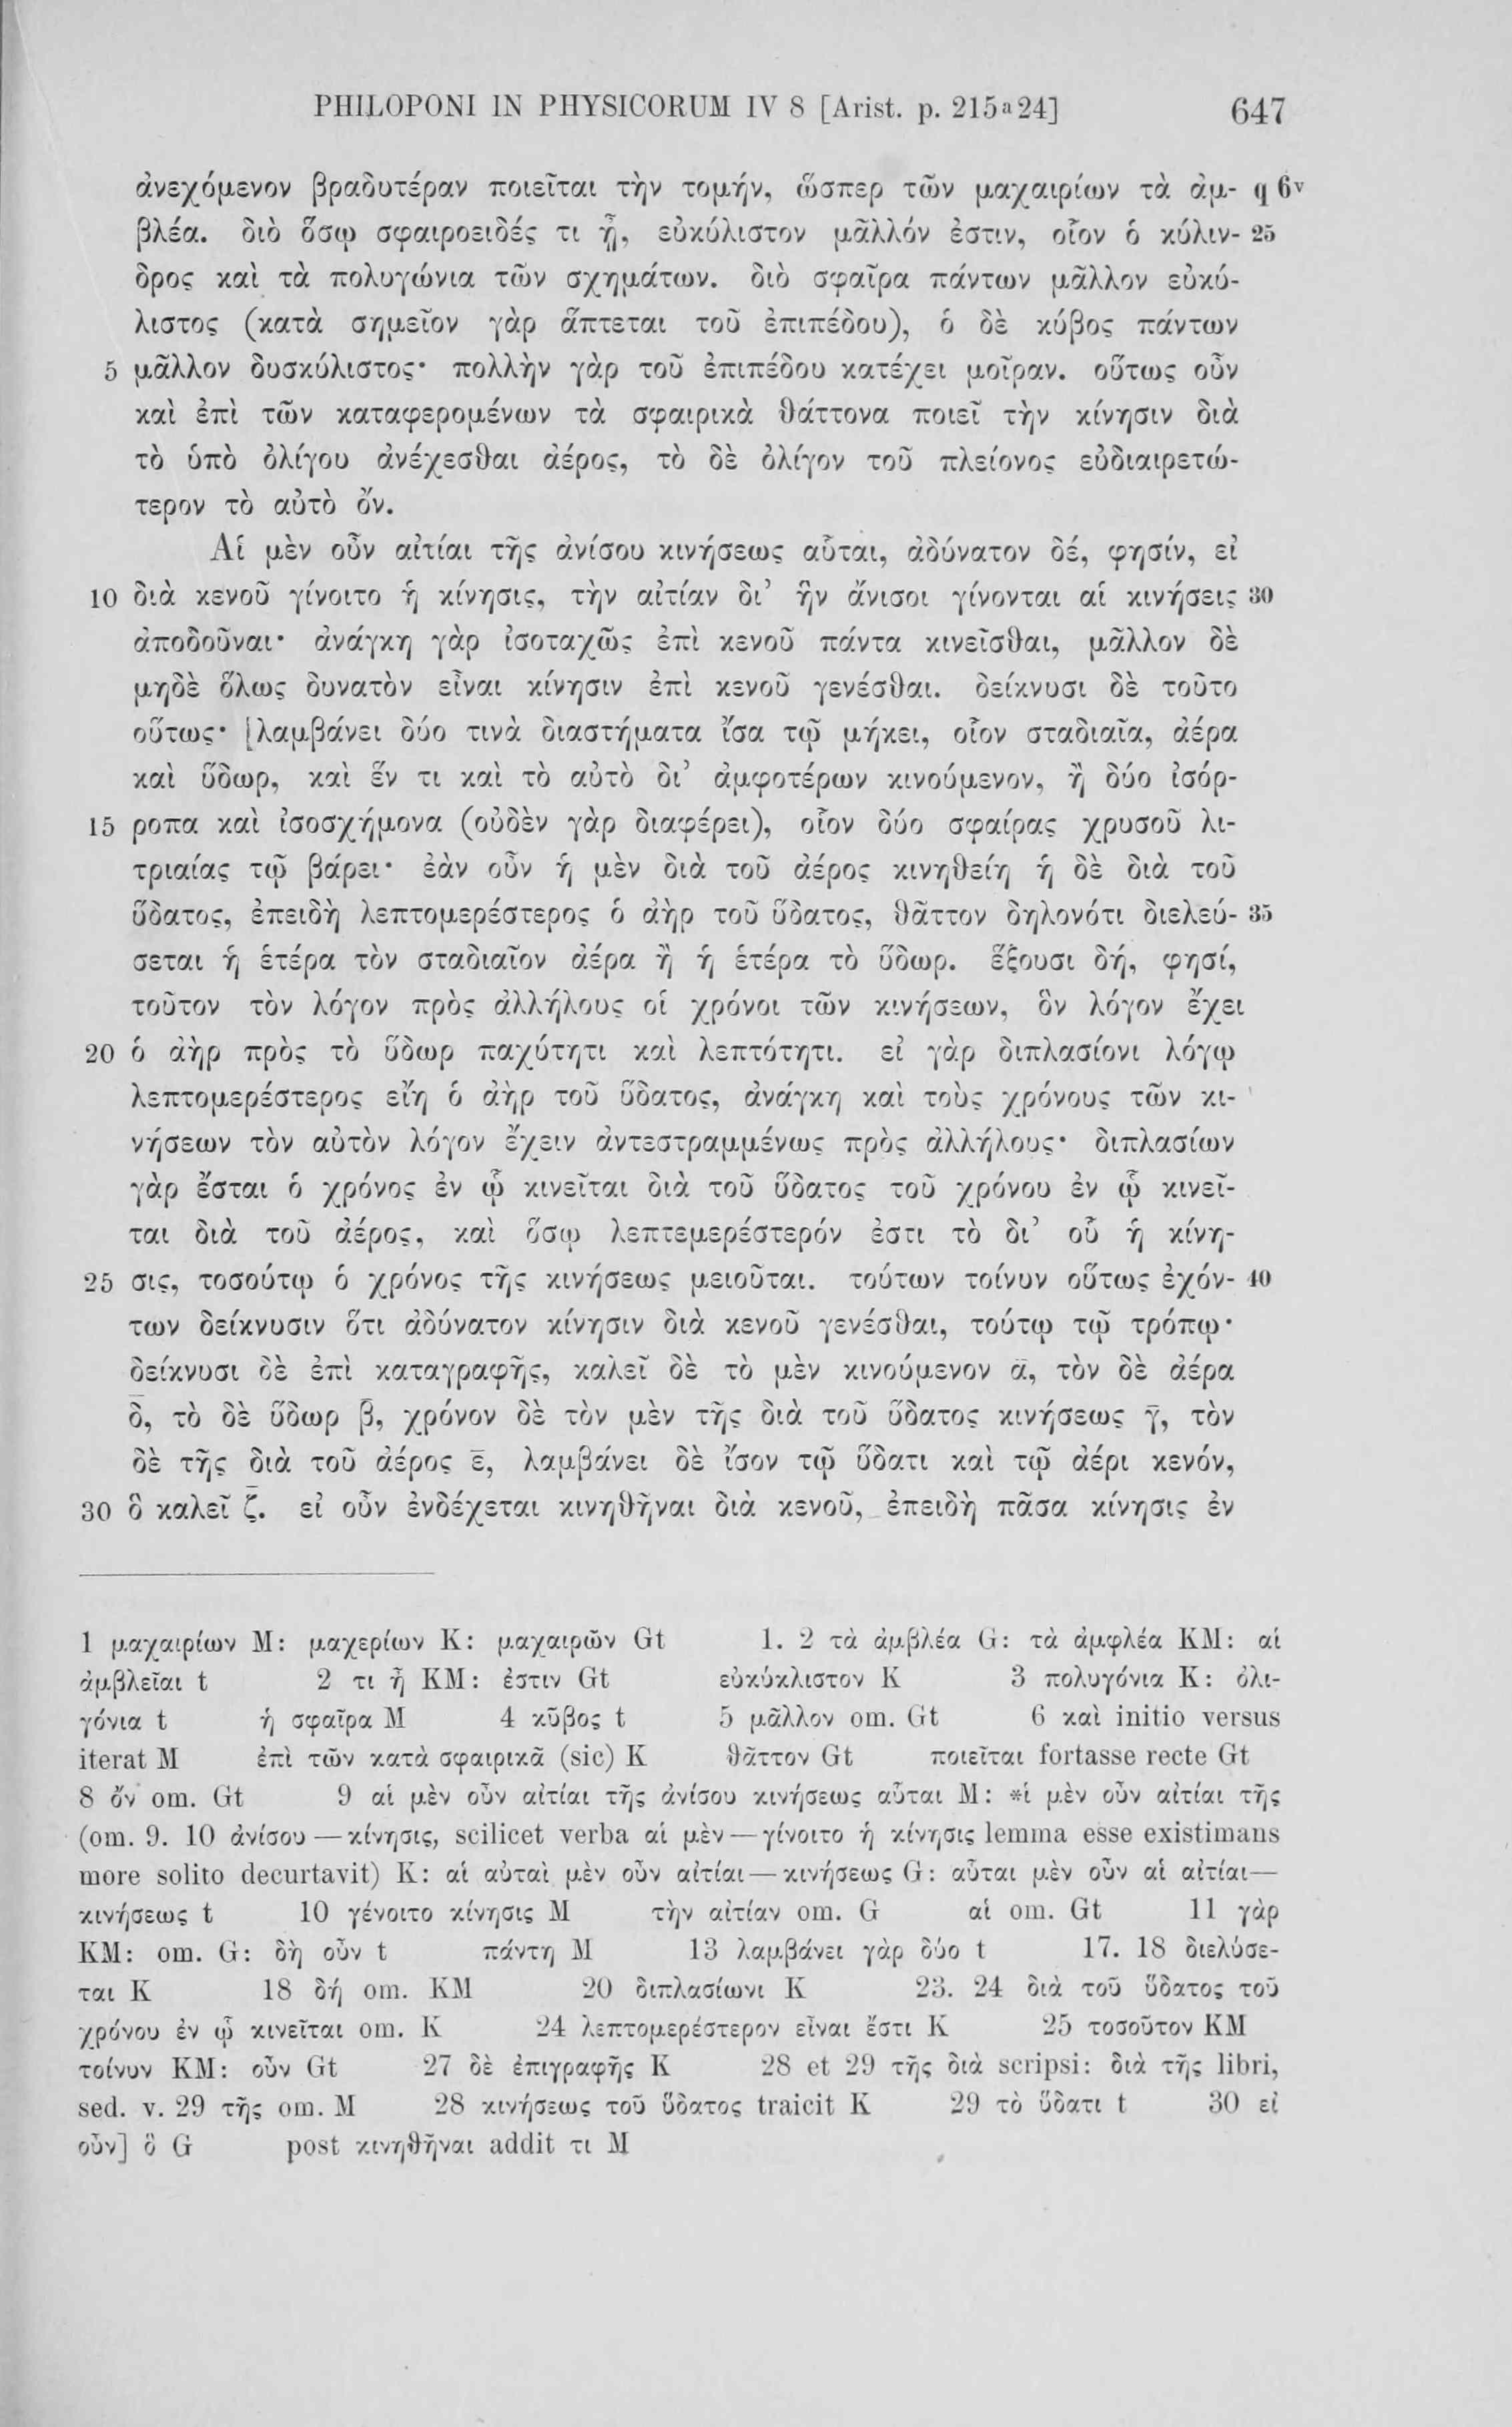 PHILOPONI IN PHYSICORUM IV 8 [Arist. p. 215ᵃ24] 647
ἀνεχόμενον βραδυτέραν ποιεῖται τὴν τομήν, ὥσπερ τῶν μαχαιρίων τὰ ἀμ- q 6ᵛ
βλέα. διὸ ὅσῳ σφαιροειδές τι ᾖ, εὐκύλιστον μᾶλλόν ἐστιν, οἷον ὁ κύλιν- 25
δρος καὶ τὰ πολυγώνια τῶν σχημάτων. διὸ σφαῖρα πάντων μᾶλλον εὐκύ-
λιστος (κατὰ σημεῖον γὰρ ἅπτεται τοῦ ἐπιπέδου), ὁ δὲ κύβος πάντων
5 μᾶλλον δυσκύλιστος· πολλὴν γὰρ τοῦ ἐπιπέδου κατέχει μοῖραν. οὕτως οὖν
καὶ ἐπὶ τῶν καταφερομένων τὰ σφαιρικὰ θάττονα ποιεῖ τὴν κίνησιν διὰ
τὸ ὑπὸ ὀλίγου ἀνέχεσθαι ἀέρος, τὸ δὲ ὀλίγον τοῦ πλείονος εὐδιαιρετώ-
τερον τὸ αὐτὸ ὄν.
Αἱ μὲν οὖν αἰτίαι τῆς ἀνίσου κινήσεως αὗται, ἀδύνατον δέ, φησίν, εἰ
10 διὰ κενοῦ γίνοιτο ἡ κίνησις, τὴν αἰτίαν δι’ ἣν ἄνισοι γίνονται αἱ κινήσεις 30
ἀποδοῦναι· ἀνάγκη γὰρ ἰσοταχῶς ἐπὶ κενοῦ πάντα κινεῖσθαι, μᾶλλον δὲ
μηδὲ ὅλως δυνατὸν εἶναι κίνησιν ἐπὶ κενοῦ γενέσθαι. δείκνυσι δὲ τοῦτο
οὕτως· [λαμβάνει δύο τινὰ διαστήματα ἴσα τῷ μήκει, οἷον σταδιαῖα, ἀέρα
καὶ ὕδωρ, καὶ ἕν τι καὶ τὸ αὐτὸ δι’ ἀμφοτέρων κινούμενον, ἢ δύο ἰσόρ-
15 ροπα καὶ ἰσοσχήμονα (οὐδὲν γὰρ διαφέρει), οἷον δύο σφαίρας χρυσοῦ λι-
τριαίας τῷ βάρει· ἐὰν οὖν ἡ μὲν διὰ τοῦ ἀέρος κινηθείη ἡ δὲ διὰ τοῦ
ὕδατος, ἐπειδὴ λεπτομερέστερος ὁ ἀὴρ τοῦ ὕδατος, θᾶττον δηλονότι διελεύ- 35
σεται ἡ ἑτέρα τὸν σταδιαῖον ἀέρα ἢ ἡ ἑτέρα τὸ ὕδωρ. ἕξουσι δή, φησί,
τοῦτον τὸν λόγον πρὸς ἀλλήλους οἱ χρόνοι τῶν κινήσεων, ὃν λόγον ἔχει
20 ὁ ἀὴρ πρὸς τὸ ὕδωρ παχύτητι καὶ λεπτότητι. εἰ γὰρ διπλασίονι λόγῳ
λεπτομερέστερος εἴη ὁ ἀὴρ τοῦ ὕδατος, ἀνάγκη καὶ τοὺς χρόνους τῶν κι-
νήσεων τὸν αὐτὸν λόγον ἔχειν ἀντεστραμμένως πρὸς ἀλλήλους· διπλασίων
γὰρ ἔσται ὁ χρόνος ἐν ᾧ κινεῖται διὰ τοῦ ὕδατος τοῦ χρόνου ἐν ᾧ κινεῖ-
ται διὰ τοῦ ἀέρος, καὶ ὅσῳ λεπτεμερέστερόν ἐστι τὸ δι’ οὗ ἡ κίνη-
25 σις, τοσούτῳ ὁ χρόνος τῆς κινήσεως μειοῦται. τούτων τοίνυν οὕτως ἐχόν- 40
των δείκνυσιν ὅτι ἀδύνατον κίνησιν διὰ κενοῦ γενέσθαι, τούτῳ τῷ τρόπῳ·
δείκνυσι δὲ ἐπὶ καταγραφῆς, καλεῖ δὲ τὸ μὲν κινούμενον ᾱ, τὸν δὲ ἀέρα
δ̄, τὸ δὲ ὕδωρ β̄, χρόνον δὲ τὸν μὲν τῆς διὰ τοῦ ὕδατος κινήσεως γ̄, τὸν
δὲ τῆς διὰ τοῦ ἀέρος ε̄, λαμβάνει δὲ ἴσον τῷ ὕδατι καὶ τῷ ἀέρι κενόν,
30 ὃ καλεῖ ζ̄. εἰ οὖν ἐνδέχεται κινηθῆναι διὰ κενοῦ, ἐπειδὴ πᾶσα κίνησις ἐν
1 μαχαιρίων M: μαχερίων K: μαχαιρῶν Gt 1. 2 τὰ ἀμβλέα G: τὰ ἀμφλέα KM: αἱ
ἀμβλεῖαι t 2 τι ᾖ KM: ἐστιν Gt εὐκύκλιστον K 3 πολυγόνια K: ὀλι-
γόνια t ἡ σφαῖρα M 4 κῦβος t 5 μᾶλλον om. Gt 6 καὶ initio versus
iterat M ἐπὶ τῶν κατὰ σφαιρικᾶ (sic) K θᾶττον Gt ποιεῖται fortasse recte Gt
8 ὄν om. Gt 9 αἱ μὲν οὖν αἰτίαι τῆς ἀνίσου κινήσεως αὗται M: *ἱ μὲν οὖν αἰτίαι τῆς
(om. 9. 10 ἀνίσου — κίνησις, scilicet verba αἱ μὲν — γίνοιτο ἡ κίνησις lemma esse existimans
more solito decurtavit) K: αἱ αὐταὶ μὲν οὖν αἰτίαι — κινήσεως G: αὗται μὲν οὖν αἱ αἰτίαι —
κινήσεως t 10 γένοιτο κίνησις M τὴν αἰτίαν om. G αἱ om. Gt 11 γὰρ
KM: om. G: δὴ οὖν t πάντη M 13 λαμβάνει γὰρ δύο t 17. 18 διελύσε-
ται K 18 δή om. KM 20 διπλασίωνι K 23. 24 διὰ τοῦ ὕδατος τοῦ
χρόνου ἐν ᾧ κινεῖται om. K 24 λεπτομερέστερον εἶναι ἔστι K 25 τοσοῦτον KM
τοίνυν KM: οὖν Gt 27 δὲ ἐπιγραφῆς K 28 et 29 τῆς διὰ scripsi: διὰ τῆς libri,
sed. v. 29 τῆς om. M 28 κινήσεως τοῦ ὕδατος traicit K 29 τὸ ὕδατι t 30 εἰ
οὖν] ὃ G post κινηθῆναι addit τι M